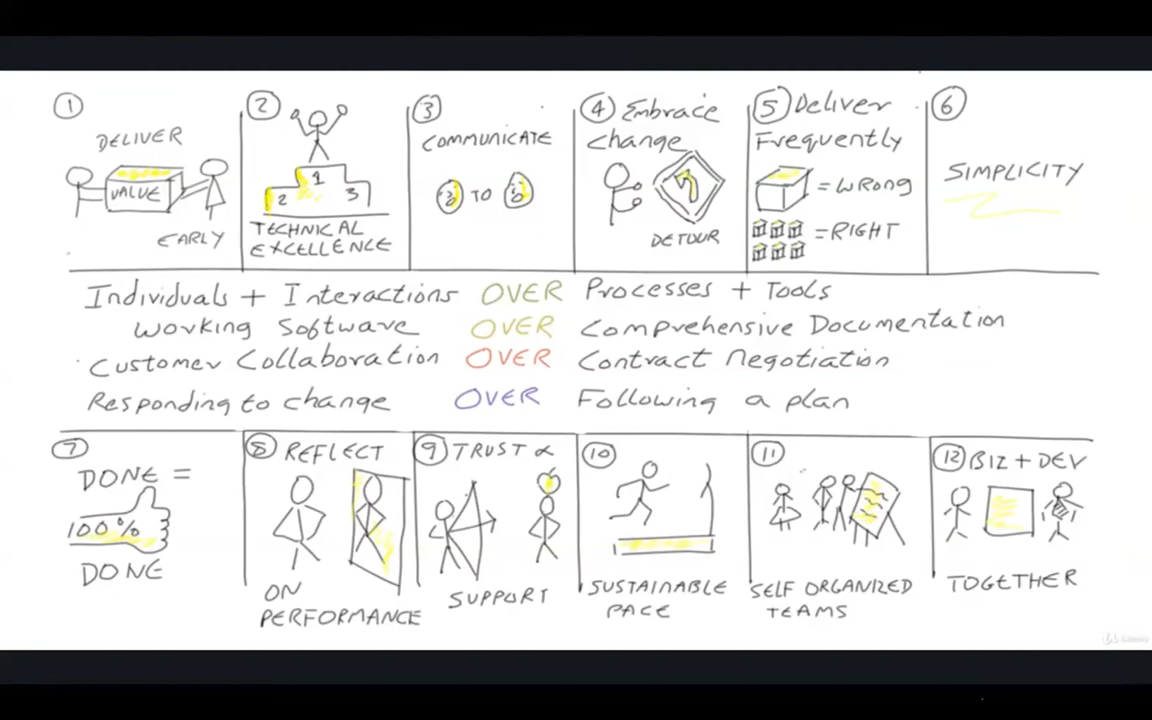 1
DELIVER
VALUE
EARLY
2
1
2
3
TECHNICAL
EXCELLENCE
3
COMMUNICATE
TO
4 Embrace
change
DETOUR
5 Deliver
Frequently
= WRONG
= RIGHT
6
SIMPLICITY
Individuals + Interactions OVER Processes + Tools
Working Software OVER Comprehensive Documentation
Customer Collaboration OVER Contract Negotiation
Responding to change OVER Following a plan
7
DONE =
100%
DONE
8 REFLECT
ON
PERFORMANCE
9 TRUST &
SUPPORT
10
SUSTAINABLE
PACE
11
SELF ORGANIZED
TEAMS
12 BIZ + DEV
TOGETHER